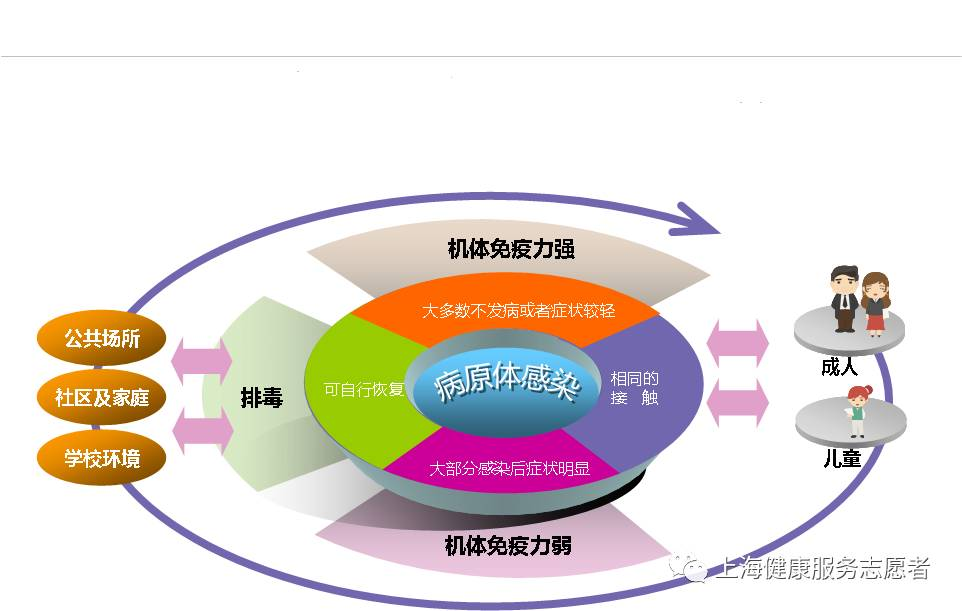 机体免疫力强
大多数不发病或者症状较轻
公共场所
社区及家庭
学校环境
排毒
可自行恢复
病原体感染
相同的
接 触
成人
儿童
大部分感染后症状明显
机体免疫力弱
上海健康服务志愿者